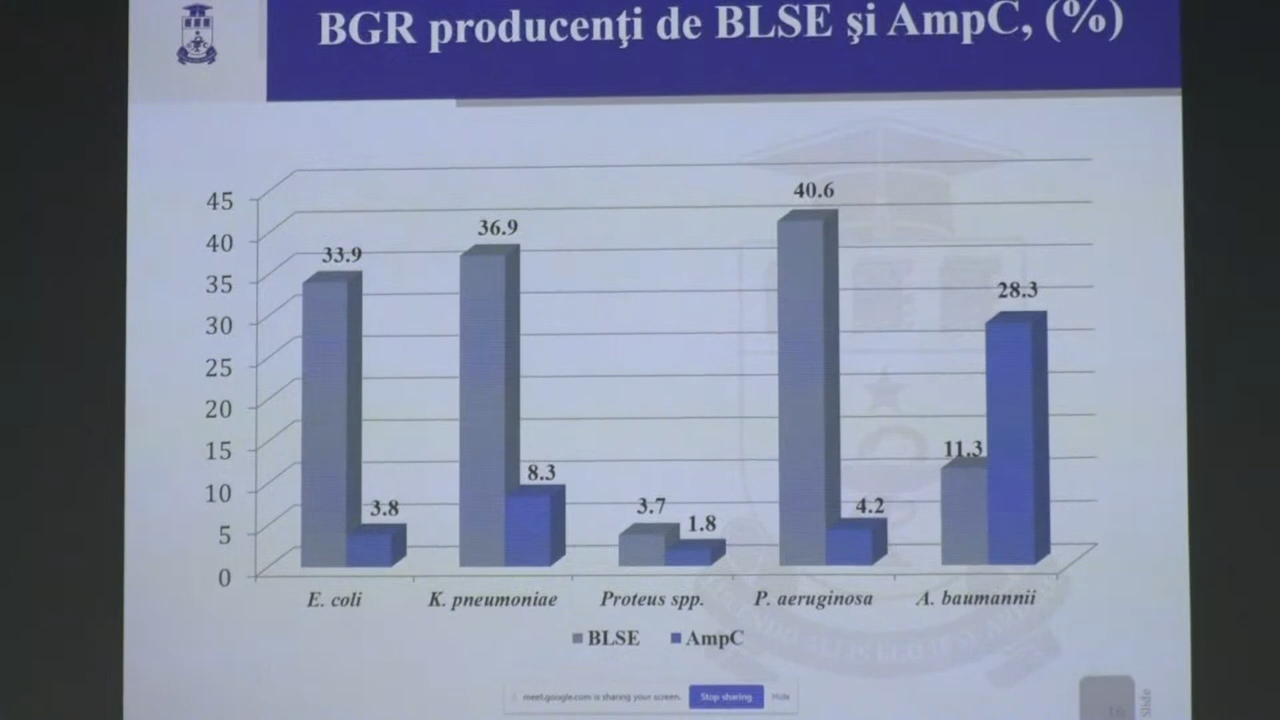 BGR producenţi de BLSE şi AmpC, (%)
45
40
35
30
25
20
15
10
5
0
33.9
3.8
36.9
8.3
3.7
1.8
40.6
4.2
11.3
28.3
E. coli
K. pneumoniae
Proteus spp.
P. aeruginosa
A. baumannii
BLSE
AmpC
meet.google.com is sharing your screen.
Stop sharing
Hide
16
Slide